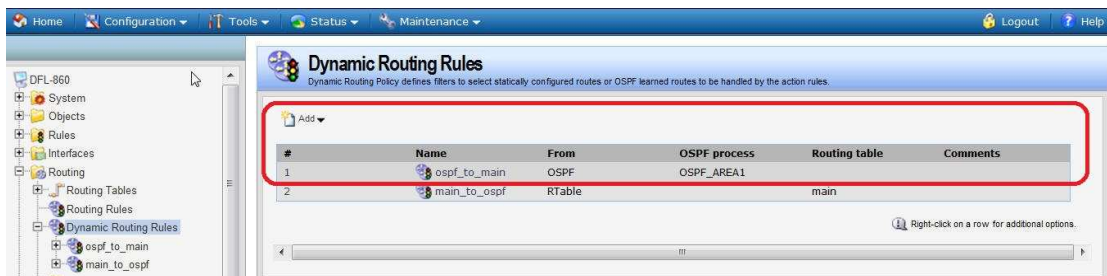 Home Configuration Tools Status Maintenance Logout Help
DFL-860
System
Objects
Rules
Interfaces
Routing
Routing Tables
Routing Rules
Dynamic Routing Rules
ospf_to_main
main_to_ospf
Dynamic Routing Rules
Dynamic Routing Policy defines filters to select statically configured routes or OSPF learned routes to be handled by the action rules.
Add
# Name From OSPF process Routing table Comments
1 ospf_to_main OSPF OSPF_AREA1
2 main_to_ospf RTable main
Right-click on a row for additional options.